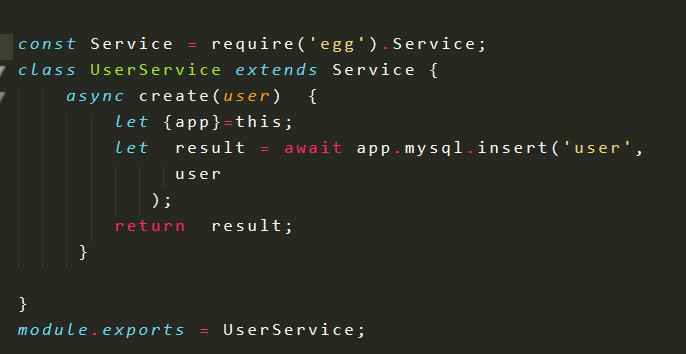 const Service = require('egg').Service;
class UserService extends Service {
async create(user)  {
let {app}=this;
let  result = await app.mysql.insert('user',
user
);
return  result;
}
}
module.exports = UserService;